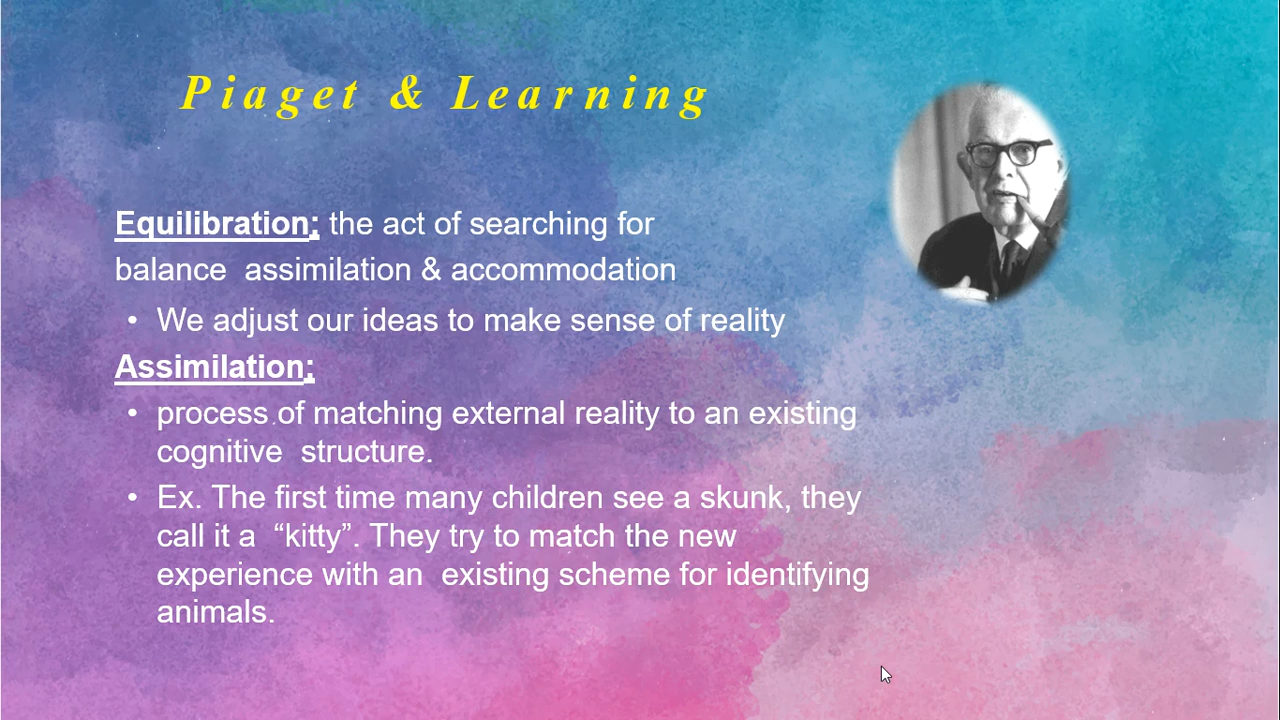 Piaget & Learning
Equilibration; the act of searching for
balance assimilation & accommodation
• We adjust our ideas to make sense of reality
Assimilation;
• process of matching external reality to an existing
cognitive structure.
• Ex. The first time many children see a skunk, they
call it a “kitty”. They try to match the new
experience with an existing scheme for identifying
animals.